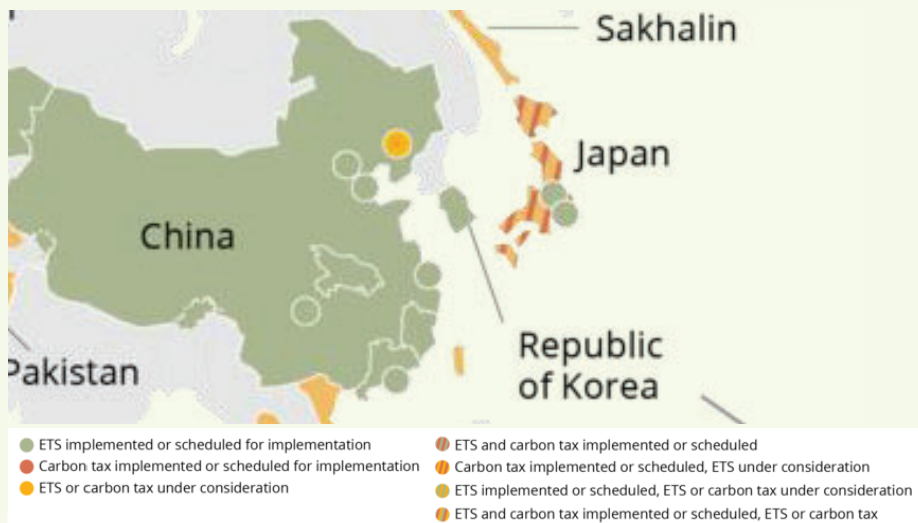 Sakhalin
Japan
China
Republic
of Korea
Pakistan
ETS implemented or scheduled for implementation
Carbon tax implemented or scheduled for implementation
ETS or carbon tax under consideration
ETS and carbon tax implemented or scheduled
Carbon tax implemented or scheduled, ETS under consideration
ETS implemented or scheduled, ETS or carbon tax under consideration
ETS and carbon tax implemented or scheduled, ETS or carbon tax